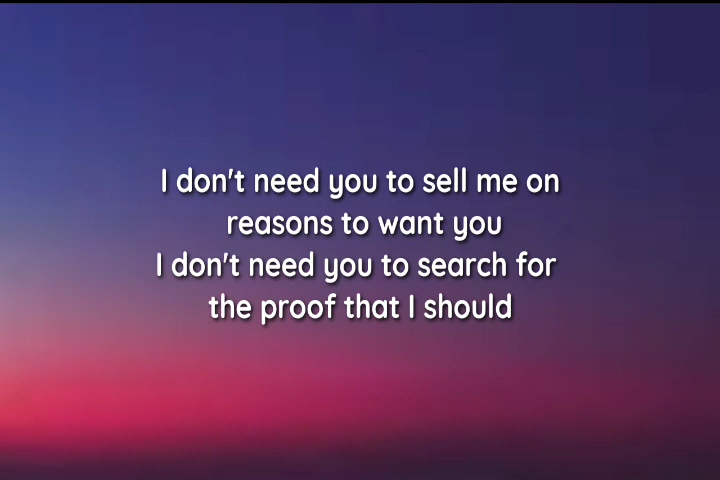 I don't need you to sell me on
reasons to want you
I don't need you to search for
the proof that I should